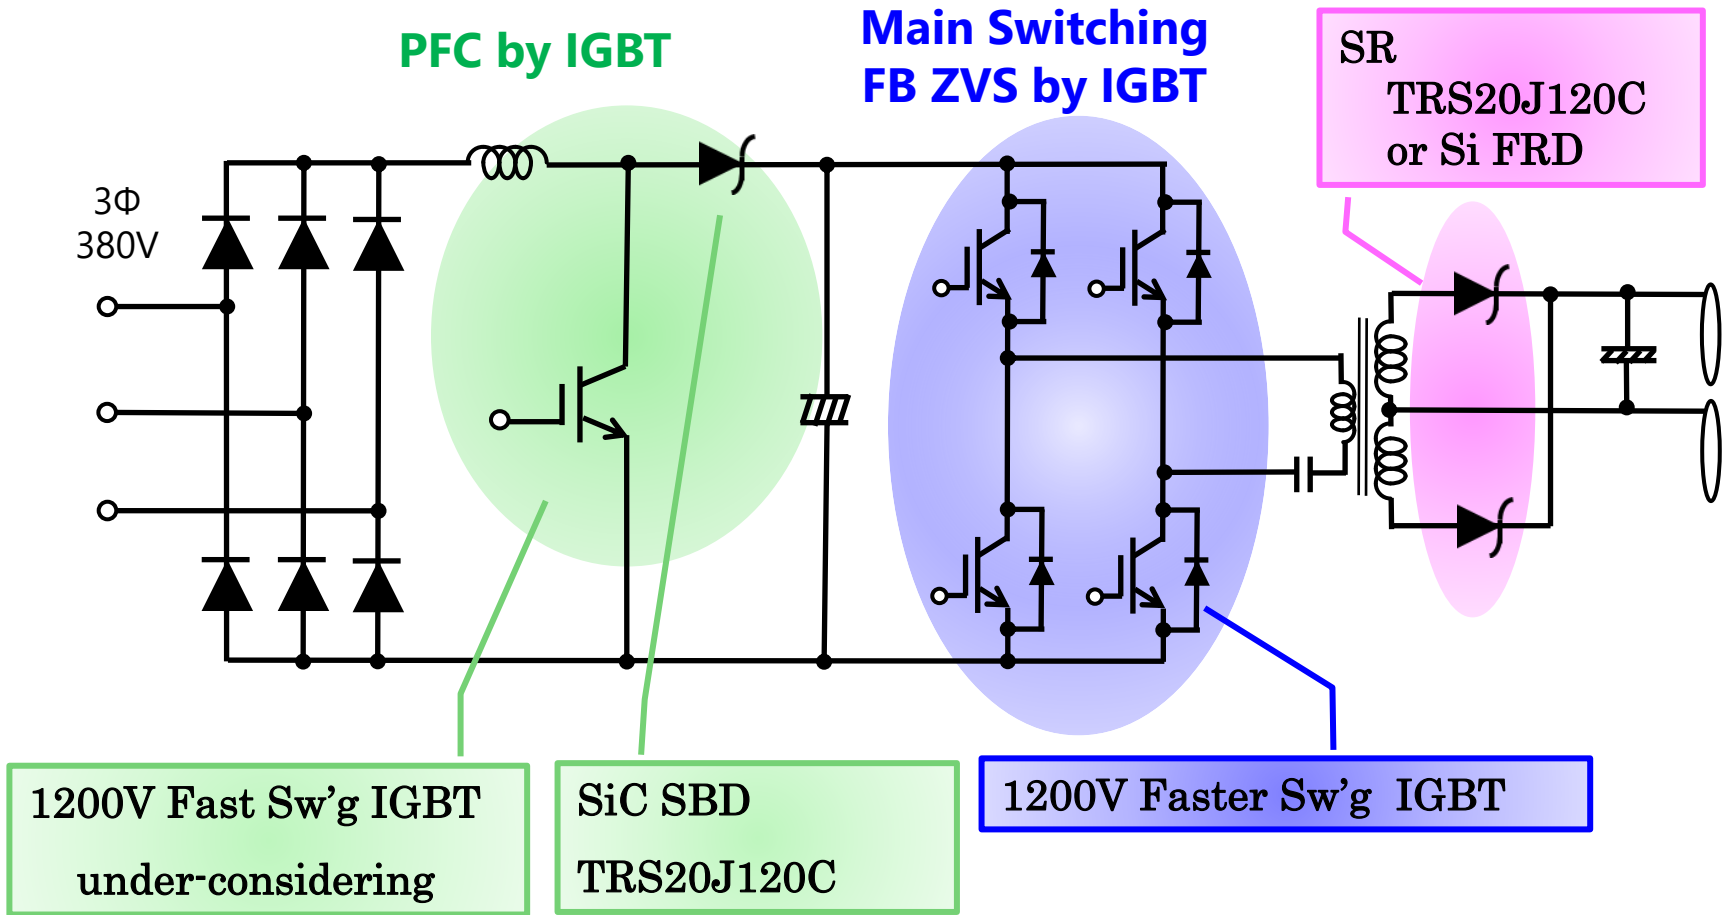 PFC by IGBT
Main Switching
FB ZVS by IGBT
SR
TRS20J120C
or Si FRD
3Φ
380V
1200V Fast Sw’g IGBT
under-considering
SiC SBD
TRS20J120C
1200V Faster Sw’g IGBT